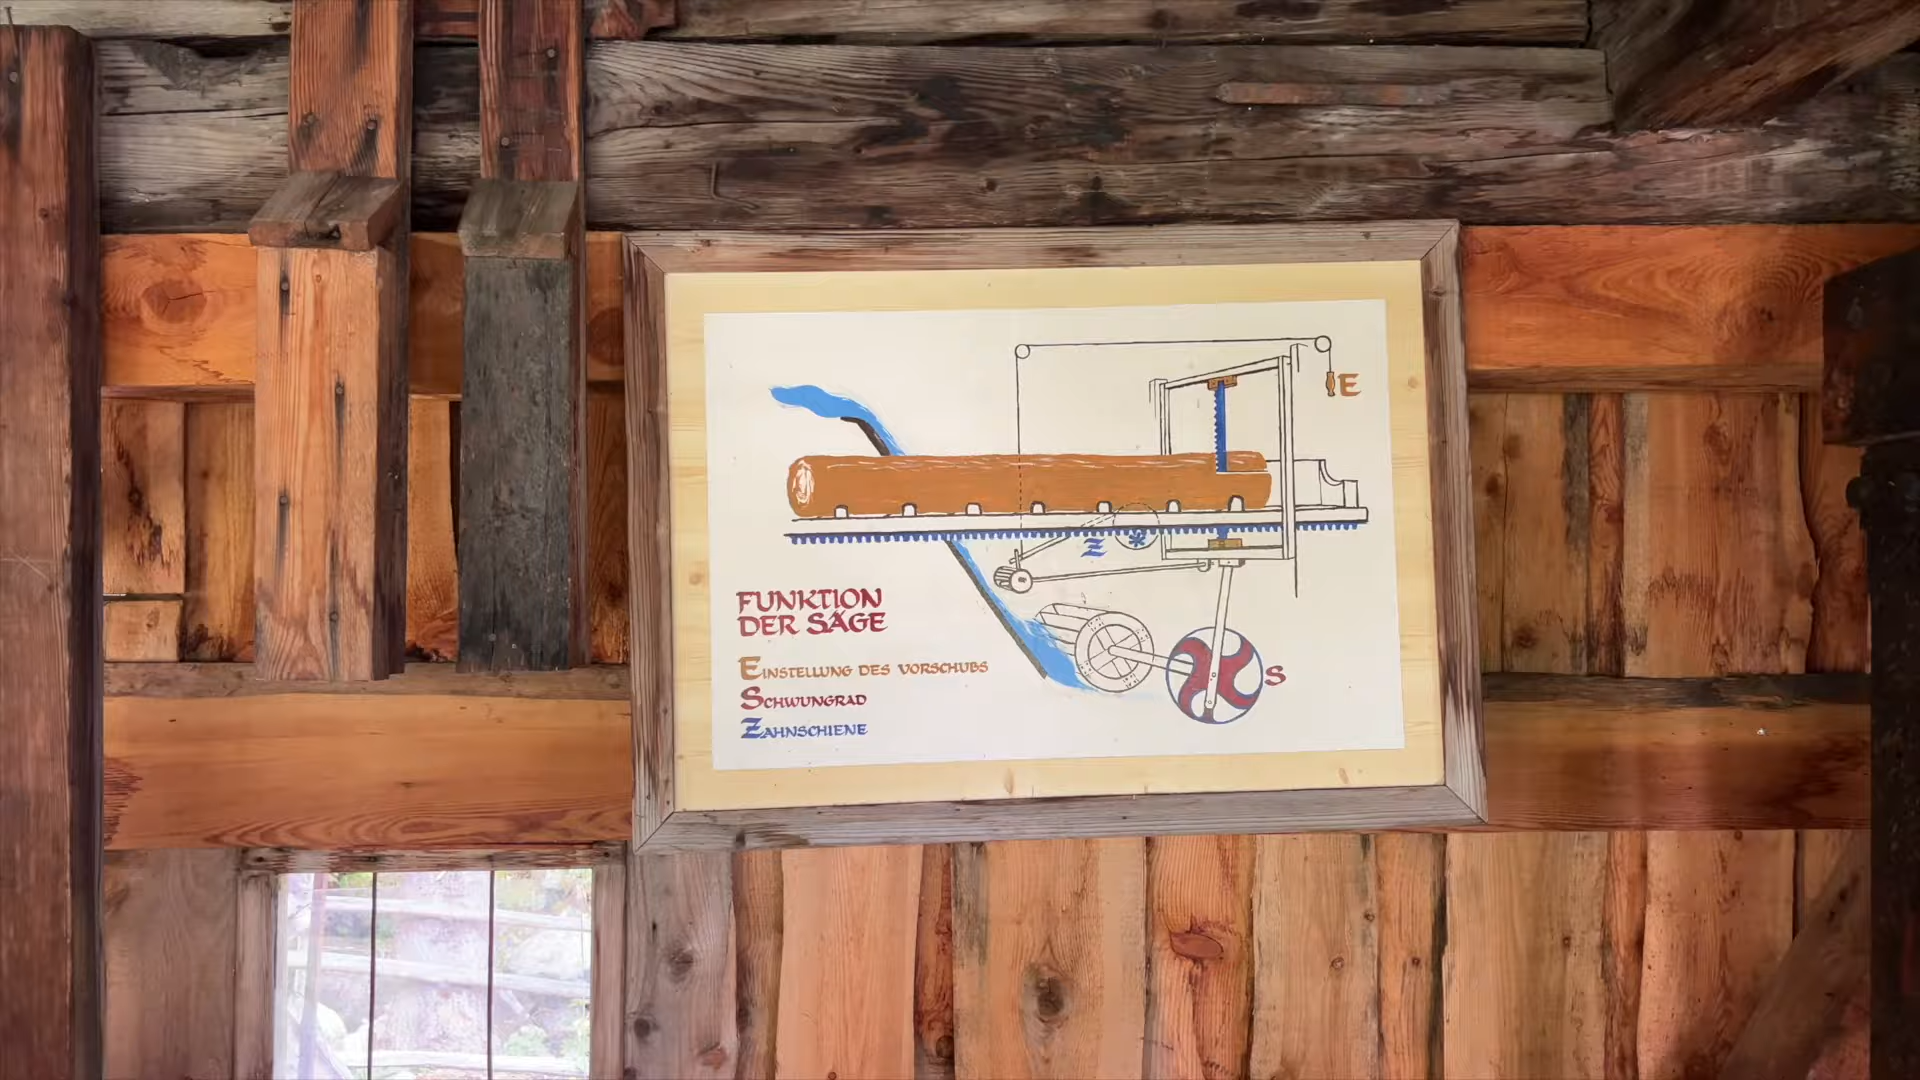 E
Z
FUNKTION
DER SÄGE
S
EINSTELLUNG DES VORSCHUBS
SCHWUNGRAD
ZAHNSCHIENE